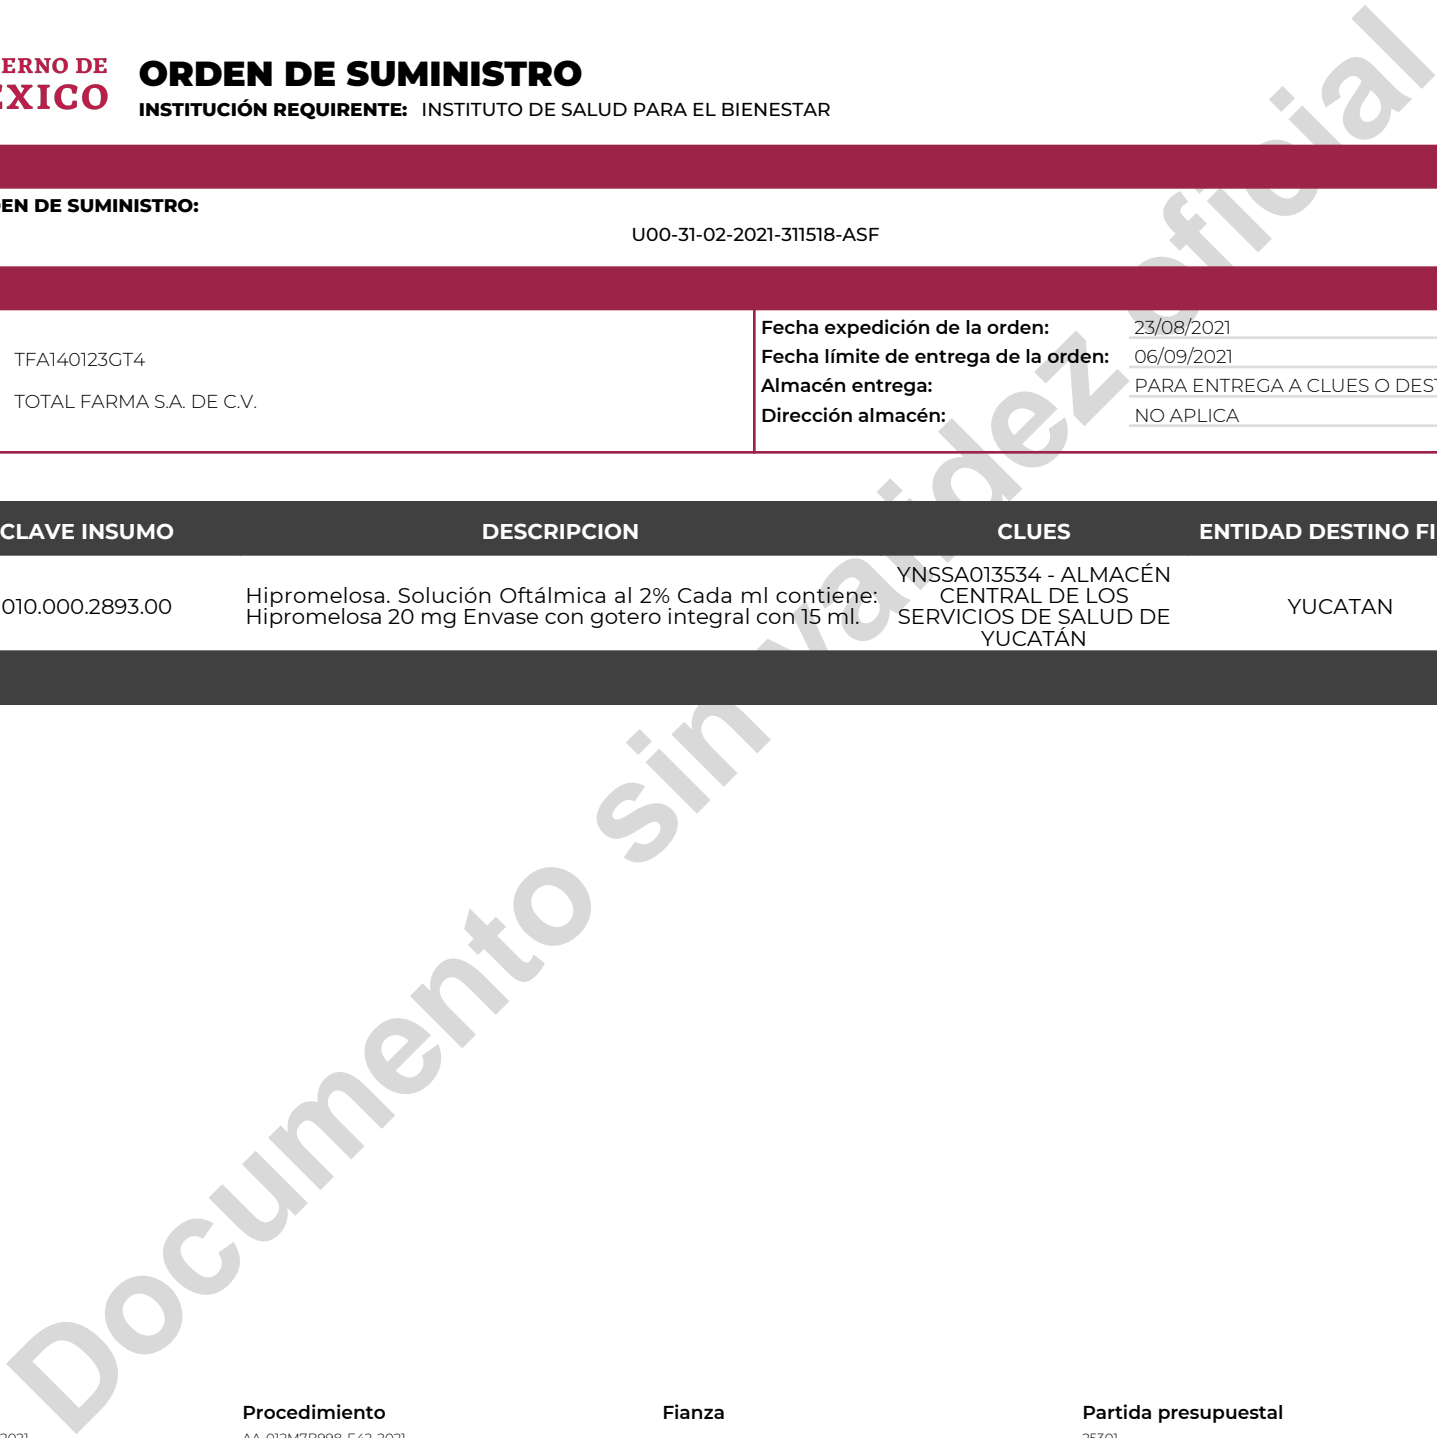 ERNO DE
EXICO
ORDEN DE SUMINISTRO
INSTITUCIÓN REQUIRENTE: INSTITUTO DE SALUD PARA EL BIENESTAR
EN DE SUMINISTRO:
U00-31-02-2021-311518-ASF
TFA140123GT4
TOTAL FARMA S.A. DE C.V.
Fecha expedición de la orden: 23/08/2021
Fecha límite de entrega de la orden: 06/09/2021
Almacén entrega: PARA ENTREGA A CLUES O DEST
Dirección almacén: NO APLICA
CLAVE INSUMO DESCRIPCION CLUES ENTIDAD DESTINO FI
010.000.2893.00
Hipromelosa. Solución Oftálmica al 2% Cada ml contiene:
Hipromelosa 20 mg Envase con gotero integral con 15 ml.
YNSSA013534 - ALMACÉN
CENTRAL DE LOS
SERVICIOS DE SALUD DE
YUCATÁN
YUCATAN
Documento sin validez oficial
Procedimiento Fianza Partida presupuestal